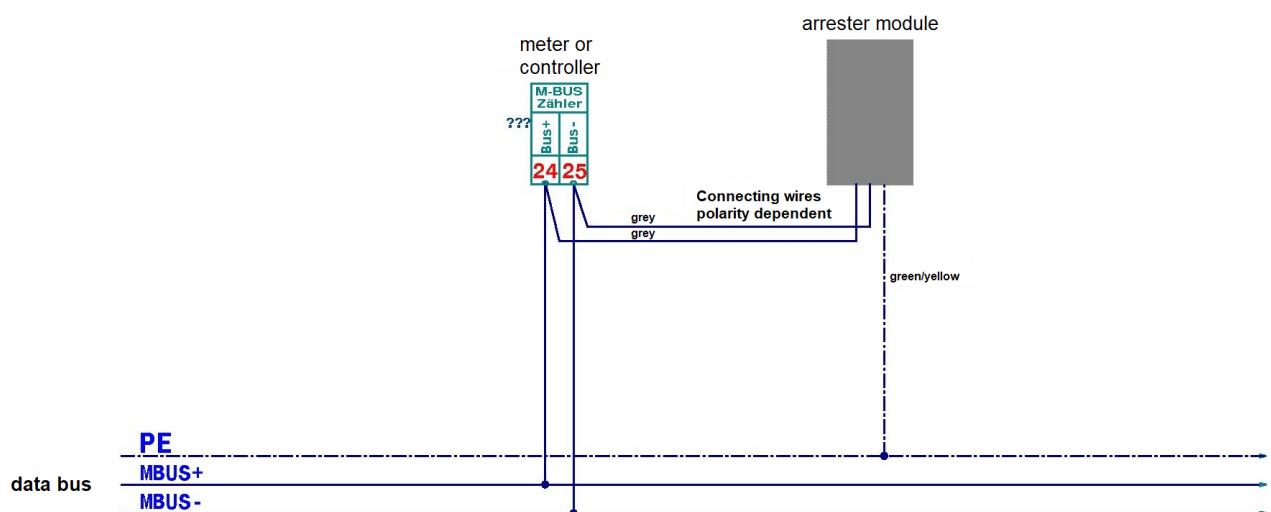 arrester module
meter or
controller
M-BUS
Zähler
???
Bus+
Bus-
24
25
Connecting wires
polarity dependent
grey
grey
green/yellow
PE
MBUS+
data bus
MBUS-